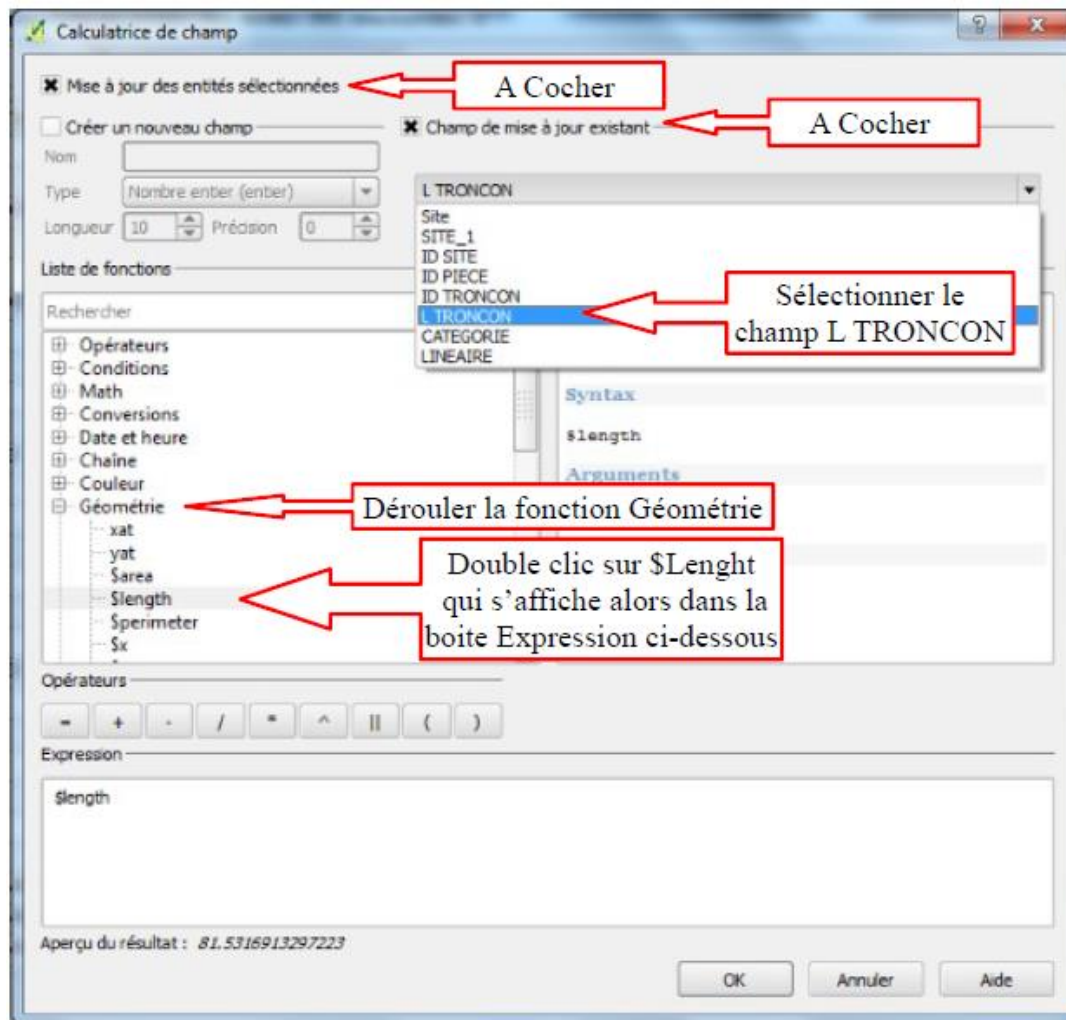 Calculatrice de champ
Mise à jour des entités sélectionnées
A Cocher
Créer un nouveau champ
Champ de mise à jour existant
A Cocher
Nom
Type
Nombre entier (entier)
Longueur 10 Précision 0
L TRONCON
Site
SITE_1
ID SITE
ID PIECE
ID TRONCON
L TRONCON
CATEGORIE
LINEAIRE
Sélectionner le
champ L TRONCON
Liste de fonctions
Rechercher
Opérateurs
Conditions
Math
Conversions
Date et heure
Chaîne
Couleur
Géométrie
xat
yat
$area
$length
$perimeter
$x
Syntax
$length
Arguments
Dérouler la fonction Géométrie
Double clic sur $Lenght
qui s’affiche alors dans la
boite Expression ci-dessous
Opérateurs
= + - / * ^ || ( )
Expression
$length
Aperçu du résultat : 81.5316913297223
OK Annuler Aide